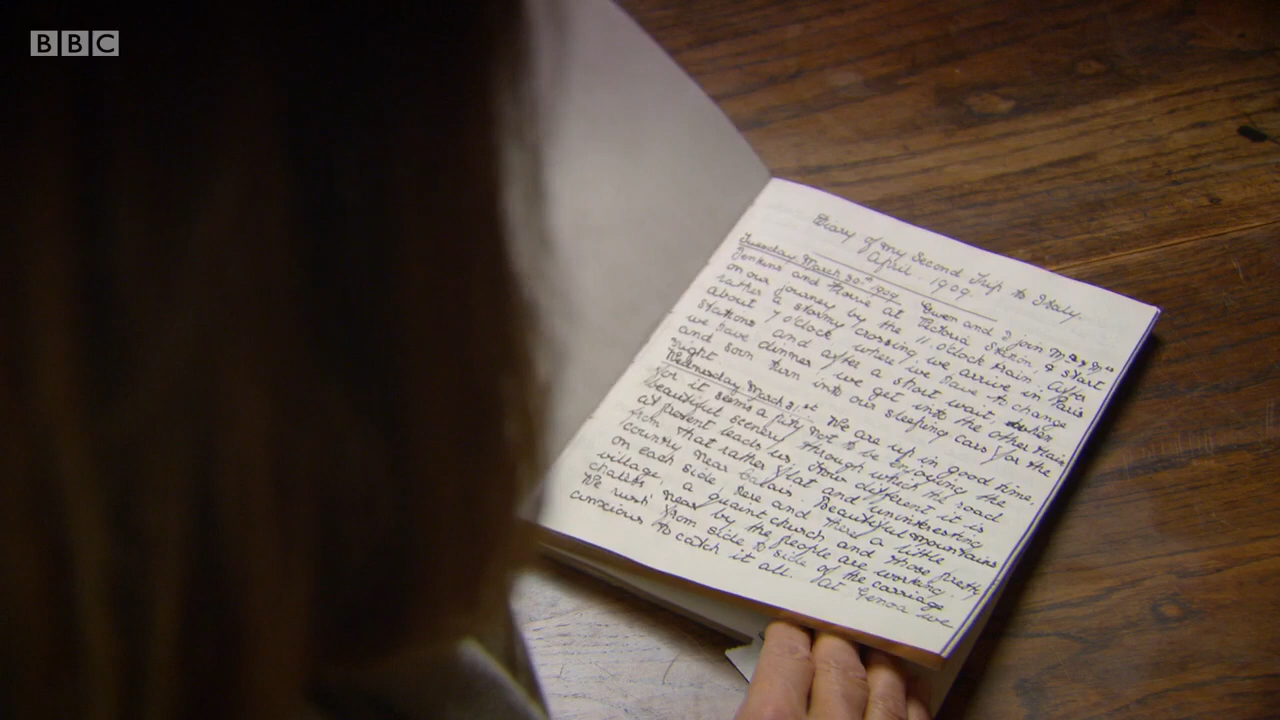 BBC
Diary of my Second Trip to Italy.
April. 1909.
Tuesday March 30th 1909. Gwen and I join Mr & Mrs
Jenkins and Florrie at Victoria Station, & start
on our journey by the 11. o'clock train. After
rather a stormy crossing we arrive in Paris
about 7 o'clock where we have to change
stations and after a short wait, when
we have dinner, we get into the other train
and soon turn into our sleeping cars for the
night.
Wednesday March 31.st We are up in good time,
for it seems a pity not to be enjoying the
beautiful scenery through which the road
at present leads us. How different it is
from that rather flat and uninteresting
country near Calais. Beautiful mountains
on each side, here and there a little
village, a quaint church and those pretty
chalets near by the people are working.
We rush from side to side of the carriage
anxious to catch it all. At Genoa we